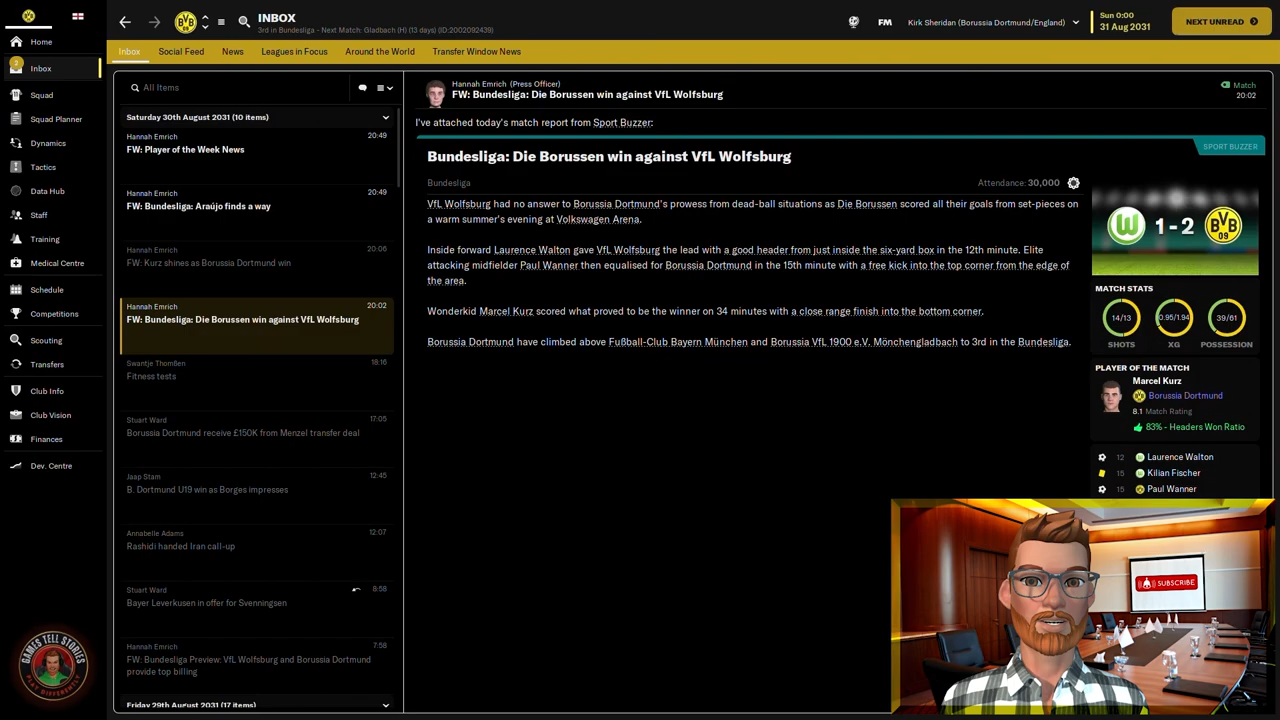 INBOX
3rd in Bundesliga - Next Match: Gladbach (H) (13 days) (ID:2002092439)
FM
Kirk Sheridan (Borussia Dortmund/England)
Sun 0:00
31 Aug 2031
NEXT UNREAD
Inbox
Social Feed
News
Leagues in Focus
Around the World
Transfer Window News
Home
2
Inbox
Squad
Squad Planner
Dynamics
Tactics
Data Hub
Staff
Training
Medical Centre
Schedule
Competitions
Scouting
Transfers
Club Info
Club Vision
Finances
Dev. Centre
GAMES TELL STORIES
PLAY DIFFERENTLY
All Items
Saturday 30th August 2031 (10 items)
Hannah Emrich 20:49
FW: Player of the Week News
Hannah Emrich 20:49
FW: Bundesliga: Araújo finds a way
Hannah Emrich 20:06
FW: Kurz shines as Borussia Dortmund win
Hannah Emrich 20:02
FW: Bundesliga: Die Borussen win against VfL Wolfsburg
Swantje Thomßen 18:16
Fitness tests
Stuart Ward 17:05
Borussia Dortmund receive £150K from Menzel transfer deal
Jaap Stam 12:45
B. Dortmund U19 win as Borges impresses
Annabelle Adams 12:07
Rashidi handed Iran call-up
Stuart Ward 8:58
Bayer Leverkusen in offer for Svenningsen
Hannah Emrich 7:58
FW: Bundesliga Preview: VfL Wolfsburg and Borussia Dortmund
provide top billing
Friday 29th August 2031 (17 items)
Hannah Emrich (Press Officer)
FW: Bundesliga: Die Borussen win against VfL Wolfsburg
Match
20:02
I've attached today's match report from Sport Buzzer:
SPORT BUZZER
Bundesliga: Die Borussen win against VfL Wolfsburg
Bundesliga
Attendance: 30,000
VfL Wolfsburg had no answer to Borussia Dortmund's prowess from dead-ball situations as Die Borussen scored all their goals from set-pieces on
a warm summer's evening at Volkswagen Arena.
Inside forward Laurence Walton gave VfL Wolfsburg the lead with a good header from just inside the six-yard box in the 12th minute. Elite
attacking midfielder Paul Wanner then equalised for Borussia Dortmund in the 15th minute with a free kick into the top corner from the edge of
the area.
Wonderkid Marcel Kurz scored what proved to be the winner on 34 minutes with a close range finish into the bottom corner.
Borussia Dortmund have climbed above Fußball-Club Bayern München and Borussia VfL 1900 e.V. Mönchengladbach to 3rd in the Bundesliga.
1-2
BVB
09
MATCH STATS
14/13
0.95/1.94
39/61
SHOTS
XG
POSSESSION
PLAYER OF THE MATCH
Marcel Kurz
Borussia Dortmund
8.1 Match Rating
83% - Headers Won Ratio
12 Laurence Walton
15 Kilian Fischer
15 Paul Wanner
SUBSCRIBE